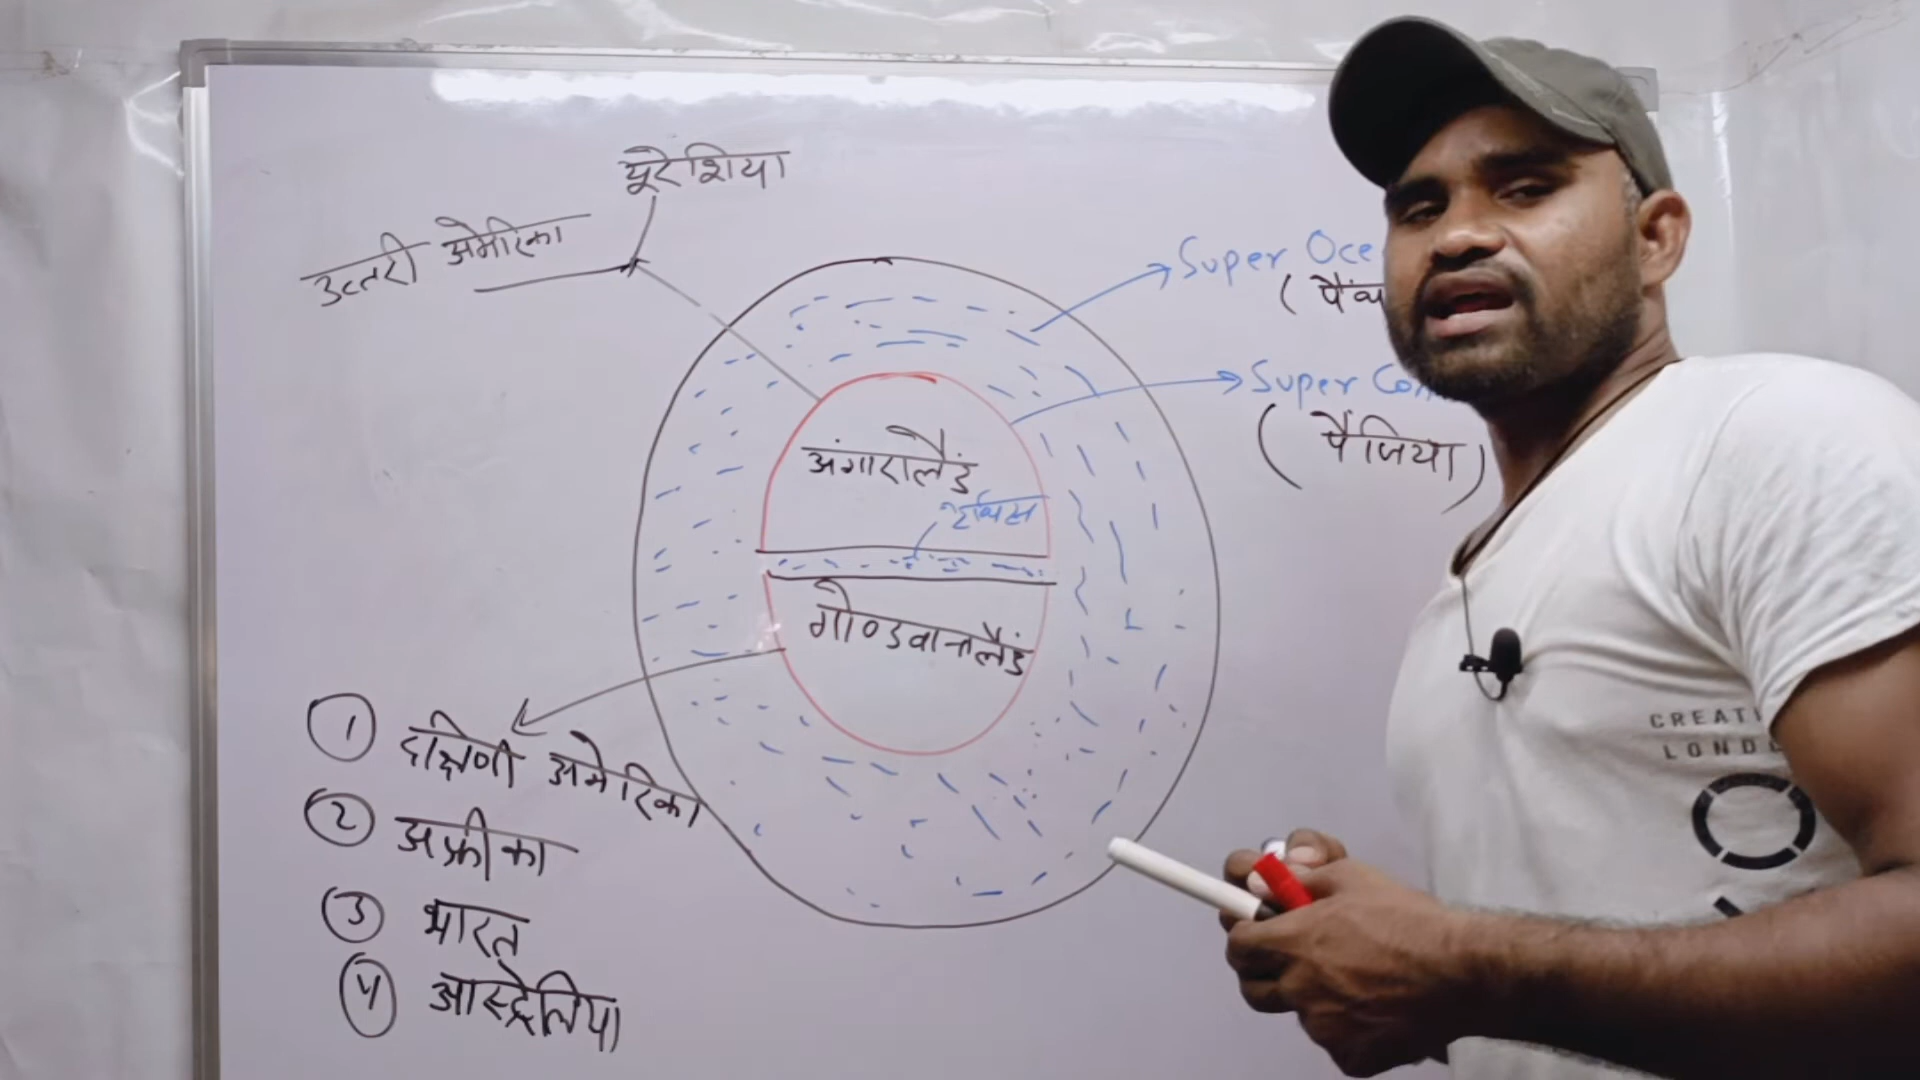 यूरेशिया
उत्तरी अमेरिका
Super Oce
(पैंथ
Super Con
(पैंजिया)
अंगारालैंड
टेथिस
गोण्डवानालैंड
① दक्षिणी अमेरिका
② अफ्रीका
③ भारत
④ आस्ट्रेलिया
CREATI
LONDO